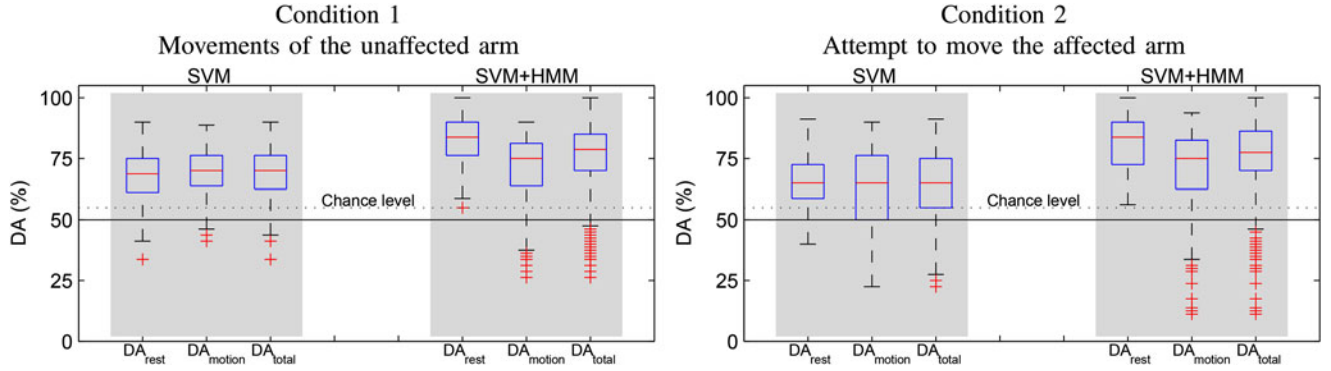 Condition 1
Movements of the unaffected arm
SVM
SVM+HMM
100
75
50
25
0
DA (%)
Chance level
DArest
DAmotion
DAtotal
DArest
DAmotion
DAtotal
Condition 2
Attempt to move the affected arm
SVM
SVM+HMM
100
75
50
25
0
DA (%)
Chance level
DArest
DAmotion
DAtotal
DArest
DAmotion
DAtotal